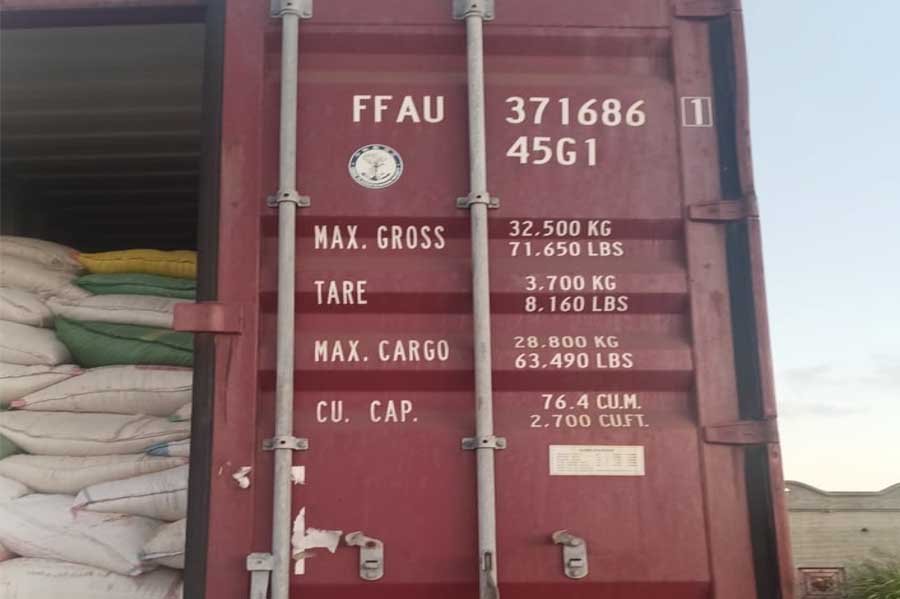 FFAU 371686 1
45G1
MAX. GROSS 32.500 KG
71.650 LBS
TARE 3.700 KG
8.160 LBS
MAX. CARGO 28.800 KG
63.490 LBS
CU. CAP. 76.4 CU.M.
2.700 CU.FT.